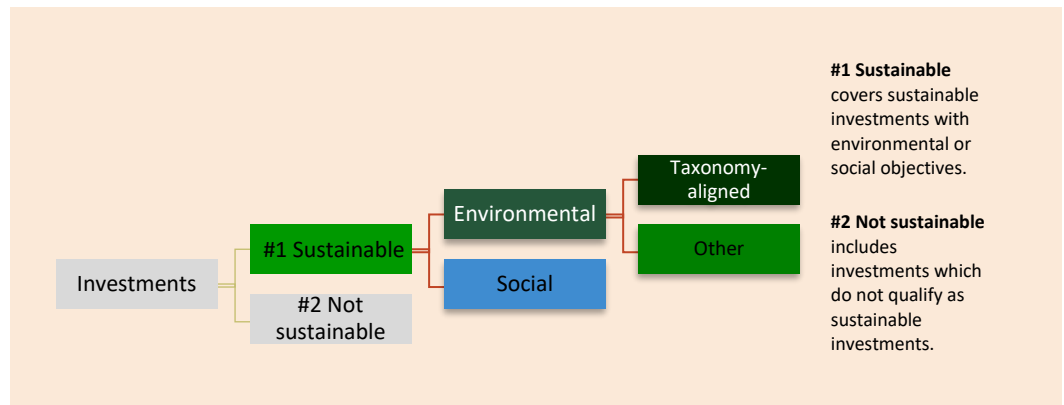 Investments
#1 Sustainable
#2 Not
sustainable
Environmental
Social
Taxonomy-
aligned
Other
#1 Sustainable
covers sustainable
investments with
environmental or
social objectives.
#2 Not sustainable
includes
investments which
do not qualify as
sustainable
investments.